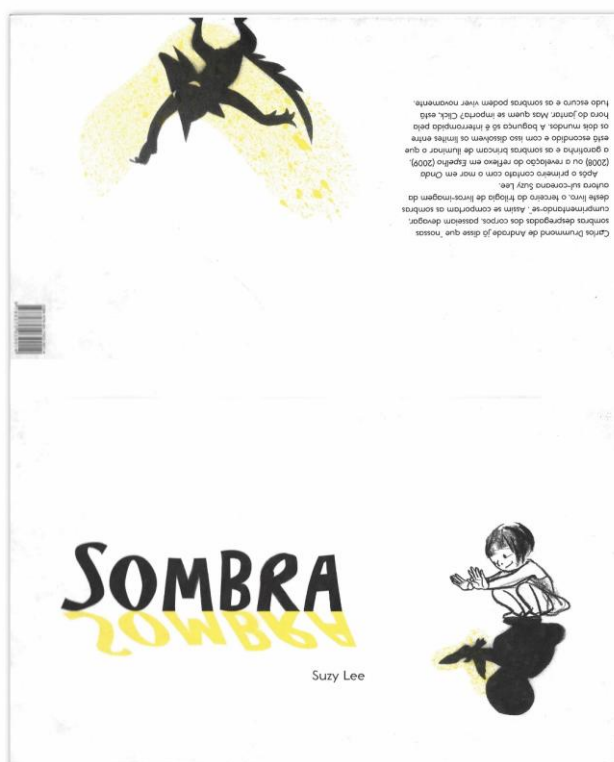 Carlos Drummond de Andrade já disse que "nossas
sombras despregadas dos corpos, passeiam devagar,
cumprimentando-se". Assim se comportam as sombras
deste livro, o terceiro da trilogia de livros-imagem da
autora sul-coreana Suzy Lee.
Após o primeiro contato com o mar em Onda
(2008) ou a revelação do reflexo em Espelho (2009),
a garotinha e as sombras brincam de iluminar o que
está escondido e com isso dissolvem os limites entre
os dois mundos. A bagunça só é interrompida pela
hora do jantar. Mas quem se importa? Click, está
tudo escuro e as sombras podem viver novamente.
SOMBRA
SOMBRA
Suzy Lee